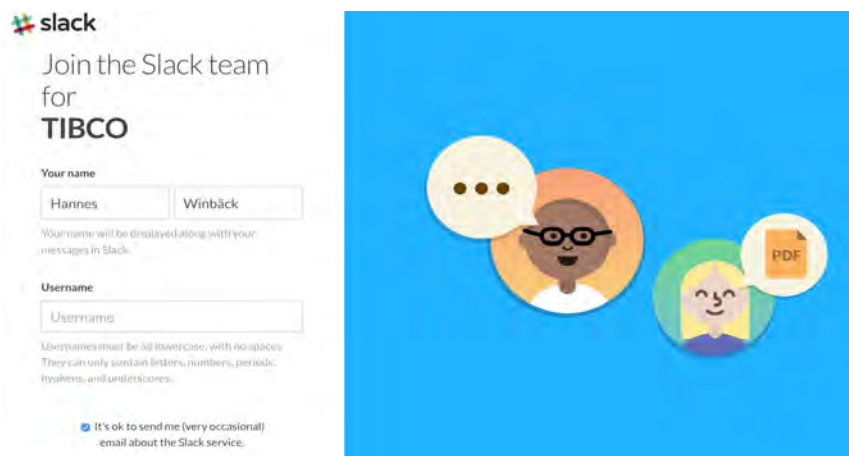 slack
Join the Slack team
for
TIBCO
Your name
Hannes
Winbäck
Your name will be displayed along with your
messages in Slack.
Username
Username
Usernames must be all lowercase, with no spaces.
They can only contain letters, numbers, periods,
hyphens, and underscores.
It's ok to send me (very occasional)
email about the Slack service.
PDF